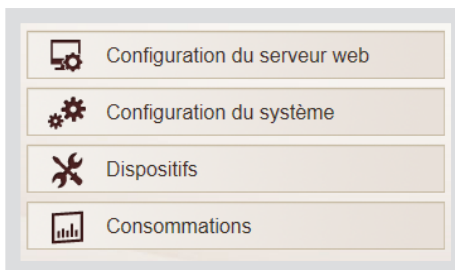 Configuration du serveur web
Configuration du système
Dispositifs
Consommations